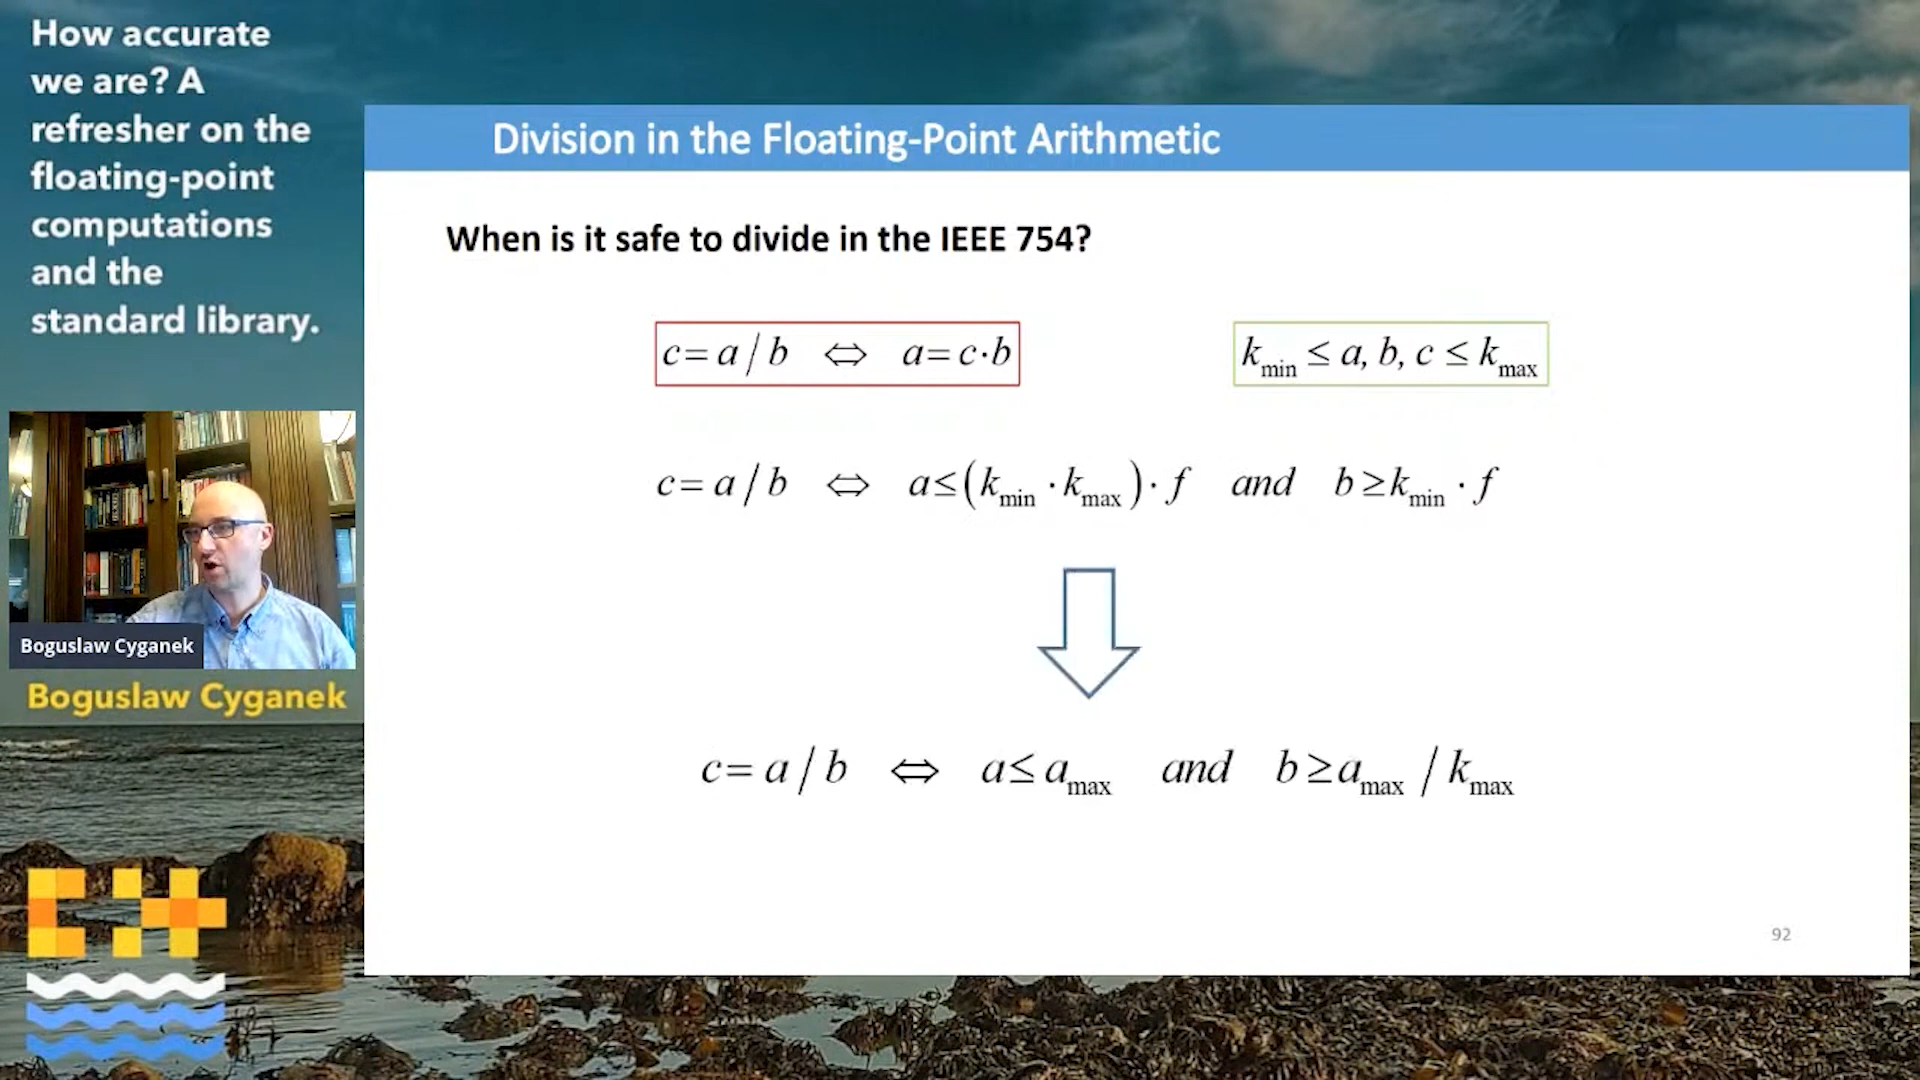 How accurate
we are? A
refresher on the
floating-point
computations
and the
standard library.
Boguslaw Cyganek
Boguslaw Cyganek
Division in the Floating-Point Arithmetic
When is it safe to divide in the IEEE 754?
c = a / b ⇔ a = c·b
k_min ≤ a, b, c ≤ k_max
c = a / b ⇔ a ≤ (k_min · k_max) · f and b ≥ k_min · f
c = a / b ⇔ a ≤ a_max and b ≥ a_max / k_max
92